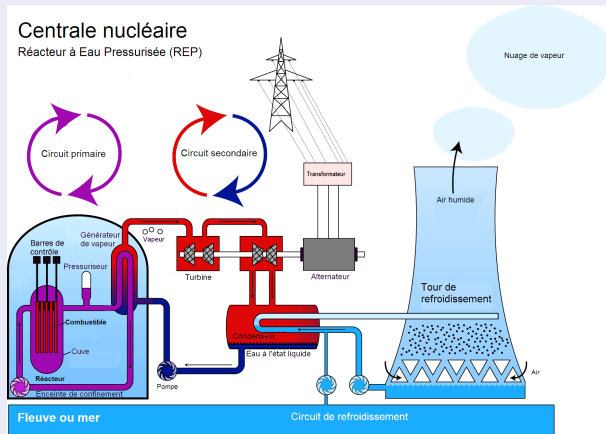 Centrale nucléaire
Réacteur à Eau Pressurisée (REP)
Nuage de vapeur
Circuit primaire
Circuit secondaire
Transformateur
Air humide
Générateur
de vapeur
Vapeur
Barres de
contrôle
Pressuriseur
Turbine
Alternateur
Tour de
refroidissement
Combustible
Cuve
Réacteur
Eau à l'état liquide
Pompe
Air
Enceinte de confinement
Fleuve ou mer
Circuit de refroidissement